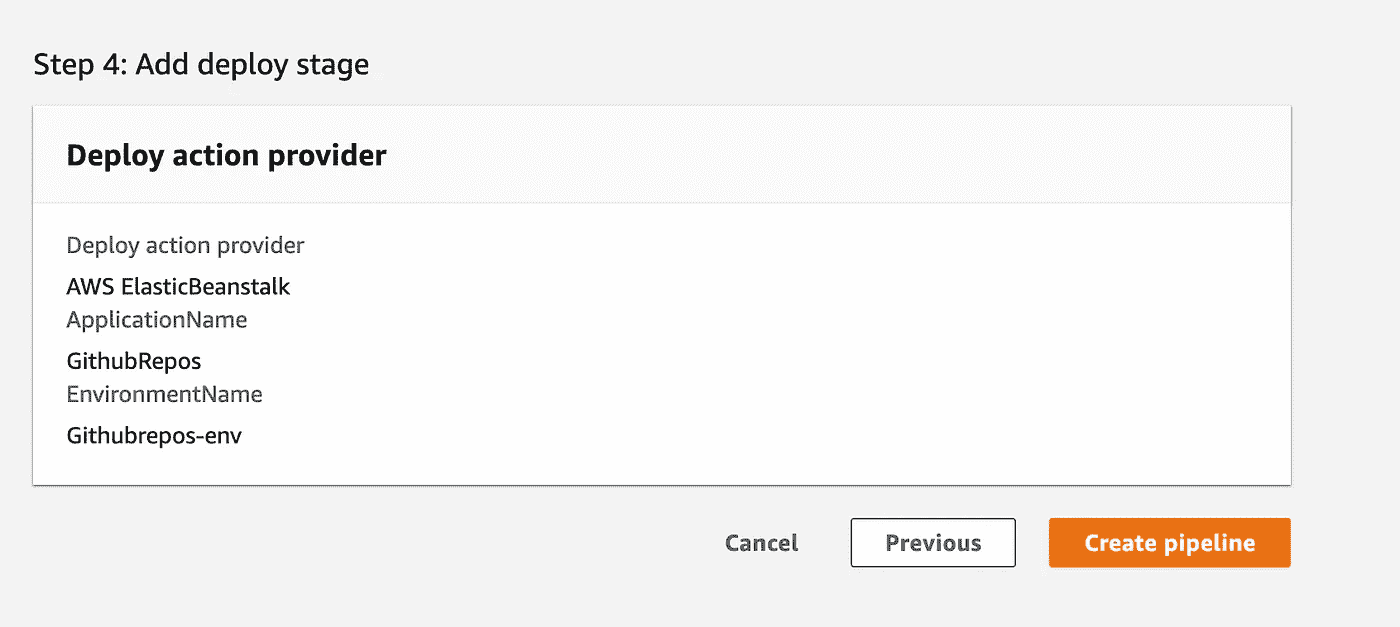 Step 4: Add deploy stage
Deploy action provider
Deploy action provider
AWS ElasticBeanstalk
ApplicationName
GithubRepos
EnvironmentName
Githubrepos-env
Cancel Previous Create pipeline